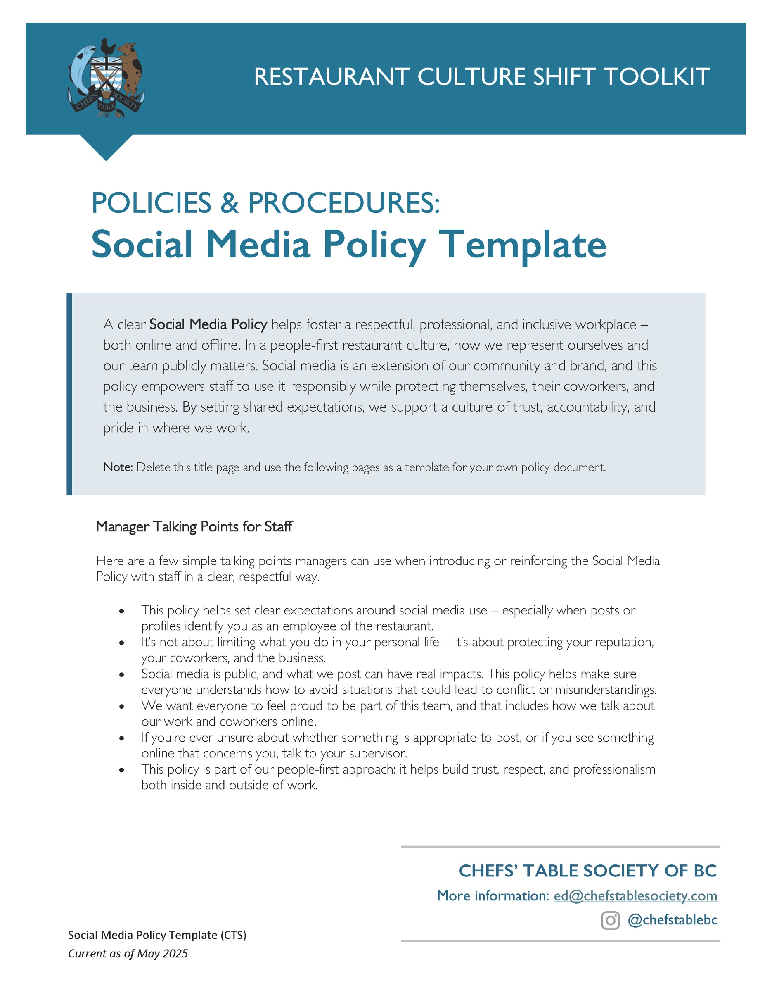 CHEFS' TABLE SOCIETY
BC
RESTAURANT CULTURE SHIFT TOOLKIT
POLICIES & PROCEDURES:
Social Media Policy Template
A clear Social Media Policy helps foster a respectful, professional, and inclusive workplace –
both online and offline. In a people-first restaurant culture, how we represent ourselves and
our team publicly matters. Social media is an extension of our community and brand, and this
policy empowers staff to use it responsibly while protecting themselves, their coworkers, and
the business. By setting shared expectations, we support a culture of trust, accountability, and
pride in where we work.
Note: Delete this title page and use the following pages as a template for your own policy document.
Manager Talking Points for Staff
Here are a few simple talking points managers can use when introducing or reinforcing the Social Media
Policy with staff in a clear, respectful way.
• This policy helps set clear expectations around social media use – especially when posts or
profiles identify you as an employee of the restaurant.
• It's not about limiting what you do in your personal life – it's about protecting your reputation,
your coworkers, and the business.
• Social media is public, and what we post can have real impacts. This policy helps make sure
everyone understands how to avoid situations that could lead to conflict or misunderstandings.
• We want everyone to feel proud to be part of this team, and that includes how we talk about
our work and coworkers online.
• If you're ever unsure about whether something is appropriate to post, or if you see something
online that concerns you, talk to your supervisor.
• This policy is part of our people-first approach: it helps build trust, respect, and professionalism
both inside and outside of work.
CHEFS' TABLE SOCIETY OF BC
More information: ed@chefstablesociety.com
@chefstablebc
Social Media Policy Template (CTS)
Current as of May 2025